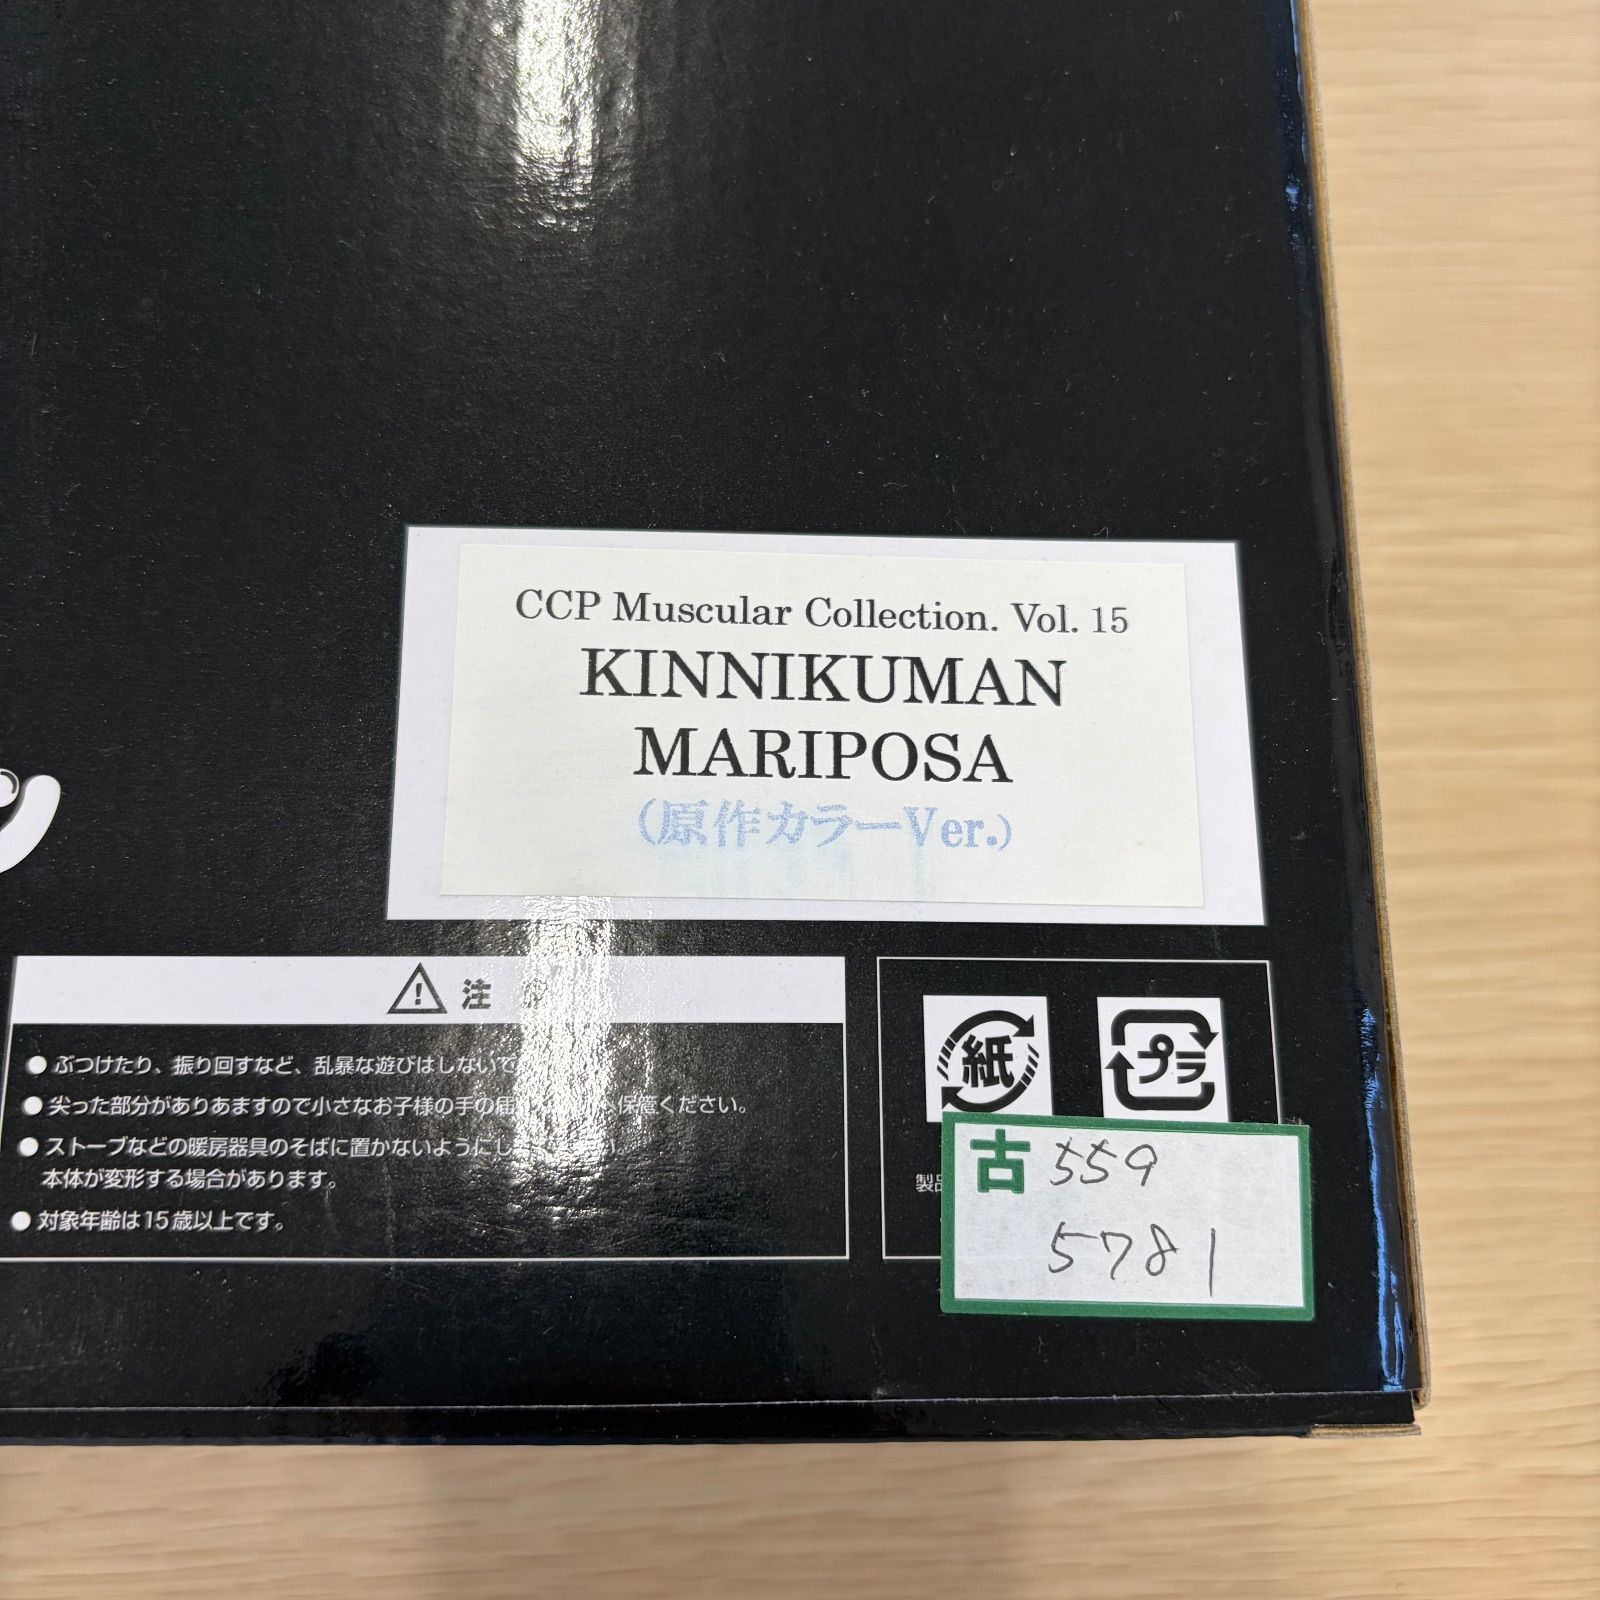 CCP Muscular Collection. Vol. 15
KINNIKUMAN
MARIPOSA
(原作カラーVer.)
注
●ぶつけたり、振り回すなど、乱暴な遊びはしないで
●尖った部分がありあますので小さなお子様の手の届 保管ください。
●ストーブなどの暖房器具のそばに置かないようにし い。
本体が変形する場合があります。
●対象年齢は15歳以上です。
紙
プラ
製品
古 559
5781